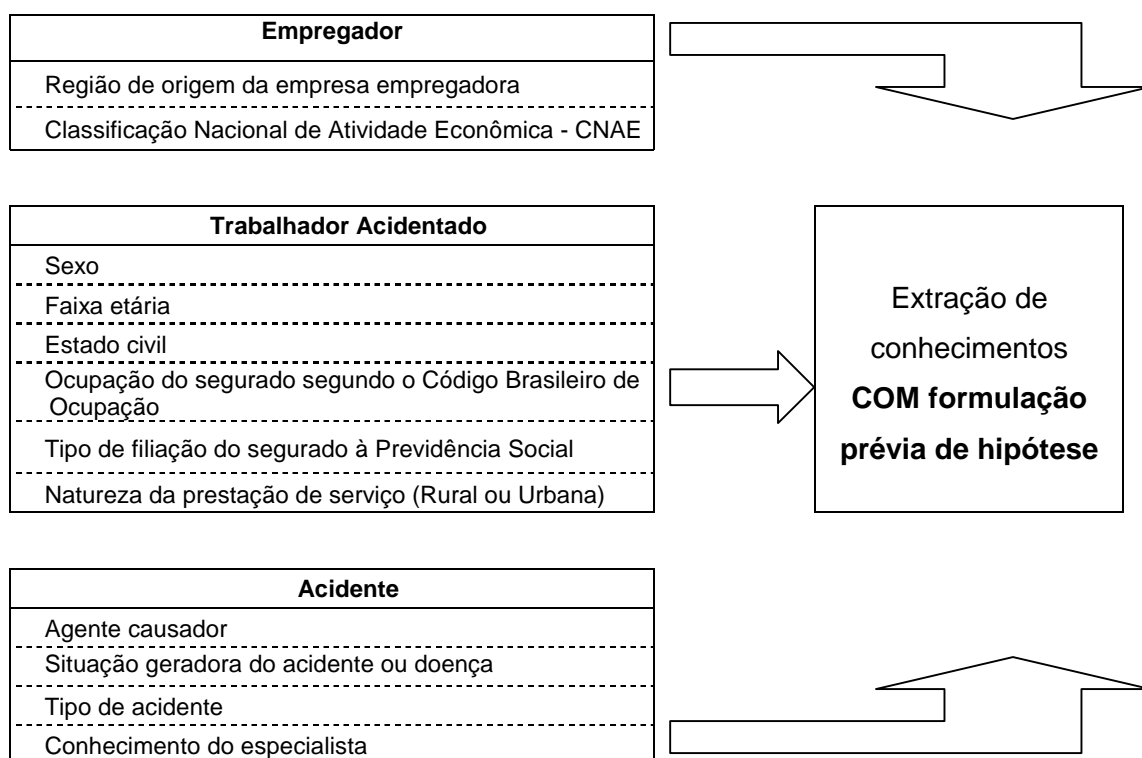 Empregador
Região de origem da empresa empregadora
Classificação Nacional de Atividade Econômica - CNAE
Trabalhador Acidentado
Sexo
Faixa etária
Estado civil
Ocupação do segurado segundo o Código Brasileiro de
Ocupação
Tipo de filiação do segurado à Previdência Social
Natureza da prestação de serviço (Rural ou Urbana)
Extração de
conhecimentos
COM formulação
prévia de hipótese
Acidente
Agente causador
Situação geradora do acidente ou doença
Tipo de acidente
Conhecimento do especialista